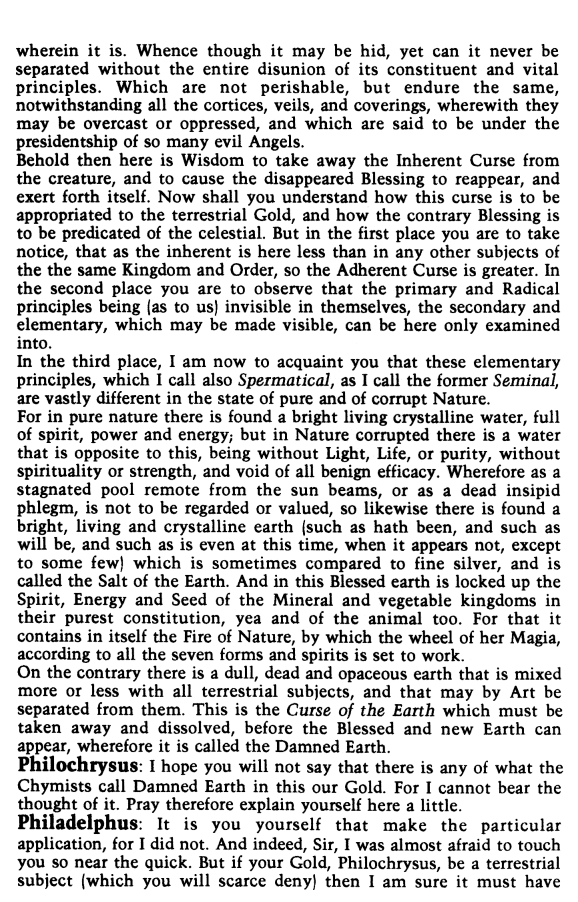 wherein it is. Whence though it may be hid, yet can it never be
separated without the entire disunion of its constituent and vital
principles. Which are not perishable, but endure the same,
notwithstanding all the cortices, veils, and coverings, wherewith they
may be overcast or oppressed, and which are said to be under the
presidentship of so many evil Angels.
Behold then here is Wisdom to take away the Inherent Curse from
the creature, and to cause the disappeared Blessing to reappear, and
exert forth itself. Now shall you understand how this curse is to be
appropriated to the terrestrial Gold, and how the contrary Blessing is
to be predicated of the celestial. But in the first place you are to take
notice, that as the inherent is here less than in any other subjects of
the the same Kingdom and Order, so the Adherent Curse is greater. In
the second place you are to observe that the primary and Radical
principles being (as to us) invisible in themselves, the secondary and
elementary, which may be made visible, can be here only examined
into.
In the third place, I am now to acquaint you that these elementary
principles, which I call also Spermatical, as I call the former Seminal,
are vastly different in the state of pure and of corrupt Nature.
For in pure nature there is found a bright living crystalline water, full
of spirit, power and energy; but in Nature corrupted there is a water
that is opposite to this, being without Light, Life, or purity, without
spirituality or strength, and void of all benign efficacy. Wherefore as a
stagnated pool remote from the sun beams, or as a dead insipid
phlegm, is not to be regarded or valued, so likewise there is found a
bright, living and crystalline earth (such as hath been, and such as
will be, and such as is even at this time, when it appears not, except
to some few) which is sometimes compared to fine silver, and is
called the Salt of the Earth. And in this Blessed earth is locked up the
Spirit, Energy and Seed of the Mineral and vegetable kingdoms in
their purest constitution, yea and of the animal too. For that it
contains in itself the Fire of Nature, by which the wheel of her Magia,
according to all the seven forms and spirits is set to work.
On the contrary there is a dull, dead and opaceous earth that is mixed
more or less with all terrestrial subjects, and that may by Art be
separated from them. This is the Curse of the Earth which must be
taken away and dissolved, before the Blessed and new Earth can
appear, wherefore it is called the Damned Earth.
Philochrysus: I hope you will not say that there is any of what the
Chymists call Damned Earth in this our Gold. For I cannot bear the
thought of it. Pray therefore explain yourself here a little.
Philadelphus: It is you yourself that make the particular
application, for I did not. And indeed, Sir, I was almost afraid to touch
you so near the quick. But if your Gold, Philochrysus, be a terrestrial
subject (which you will scarce deny) then I am sure it must have